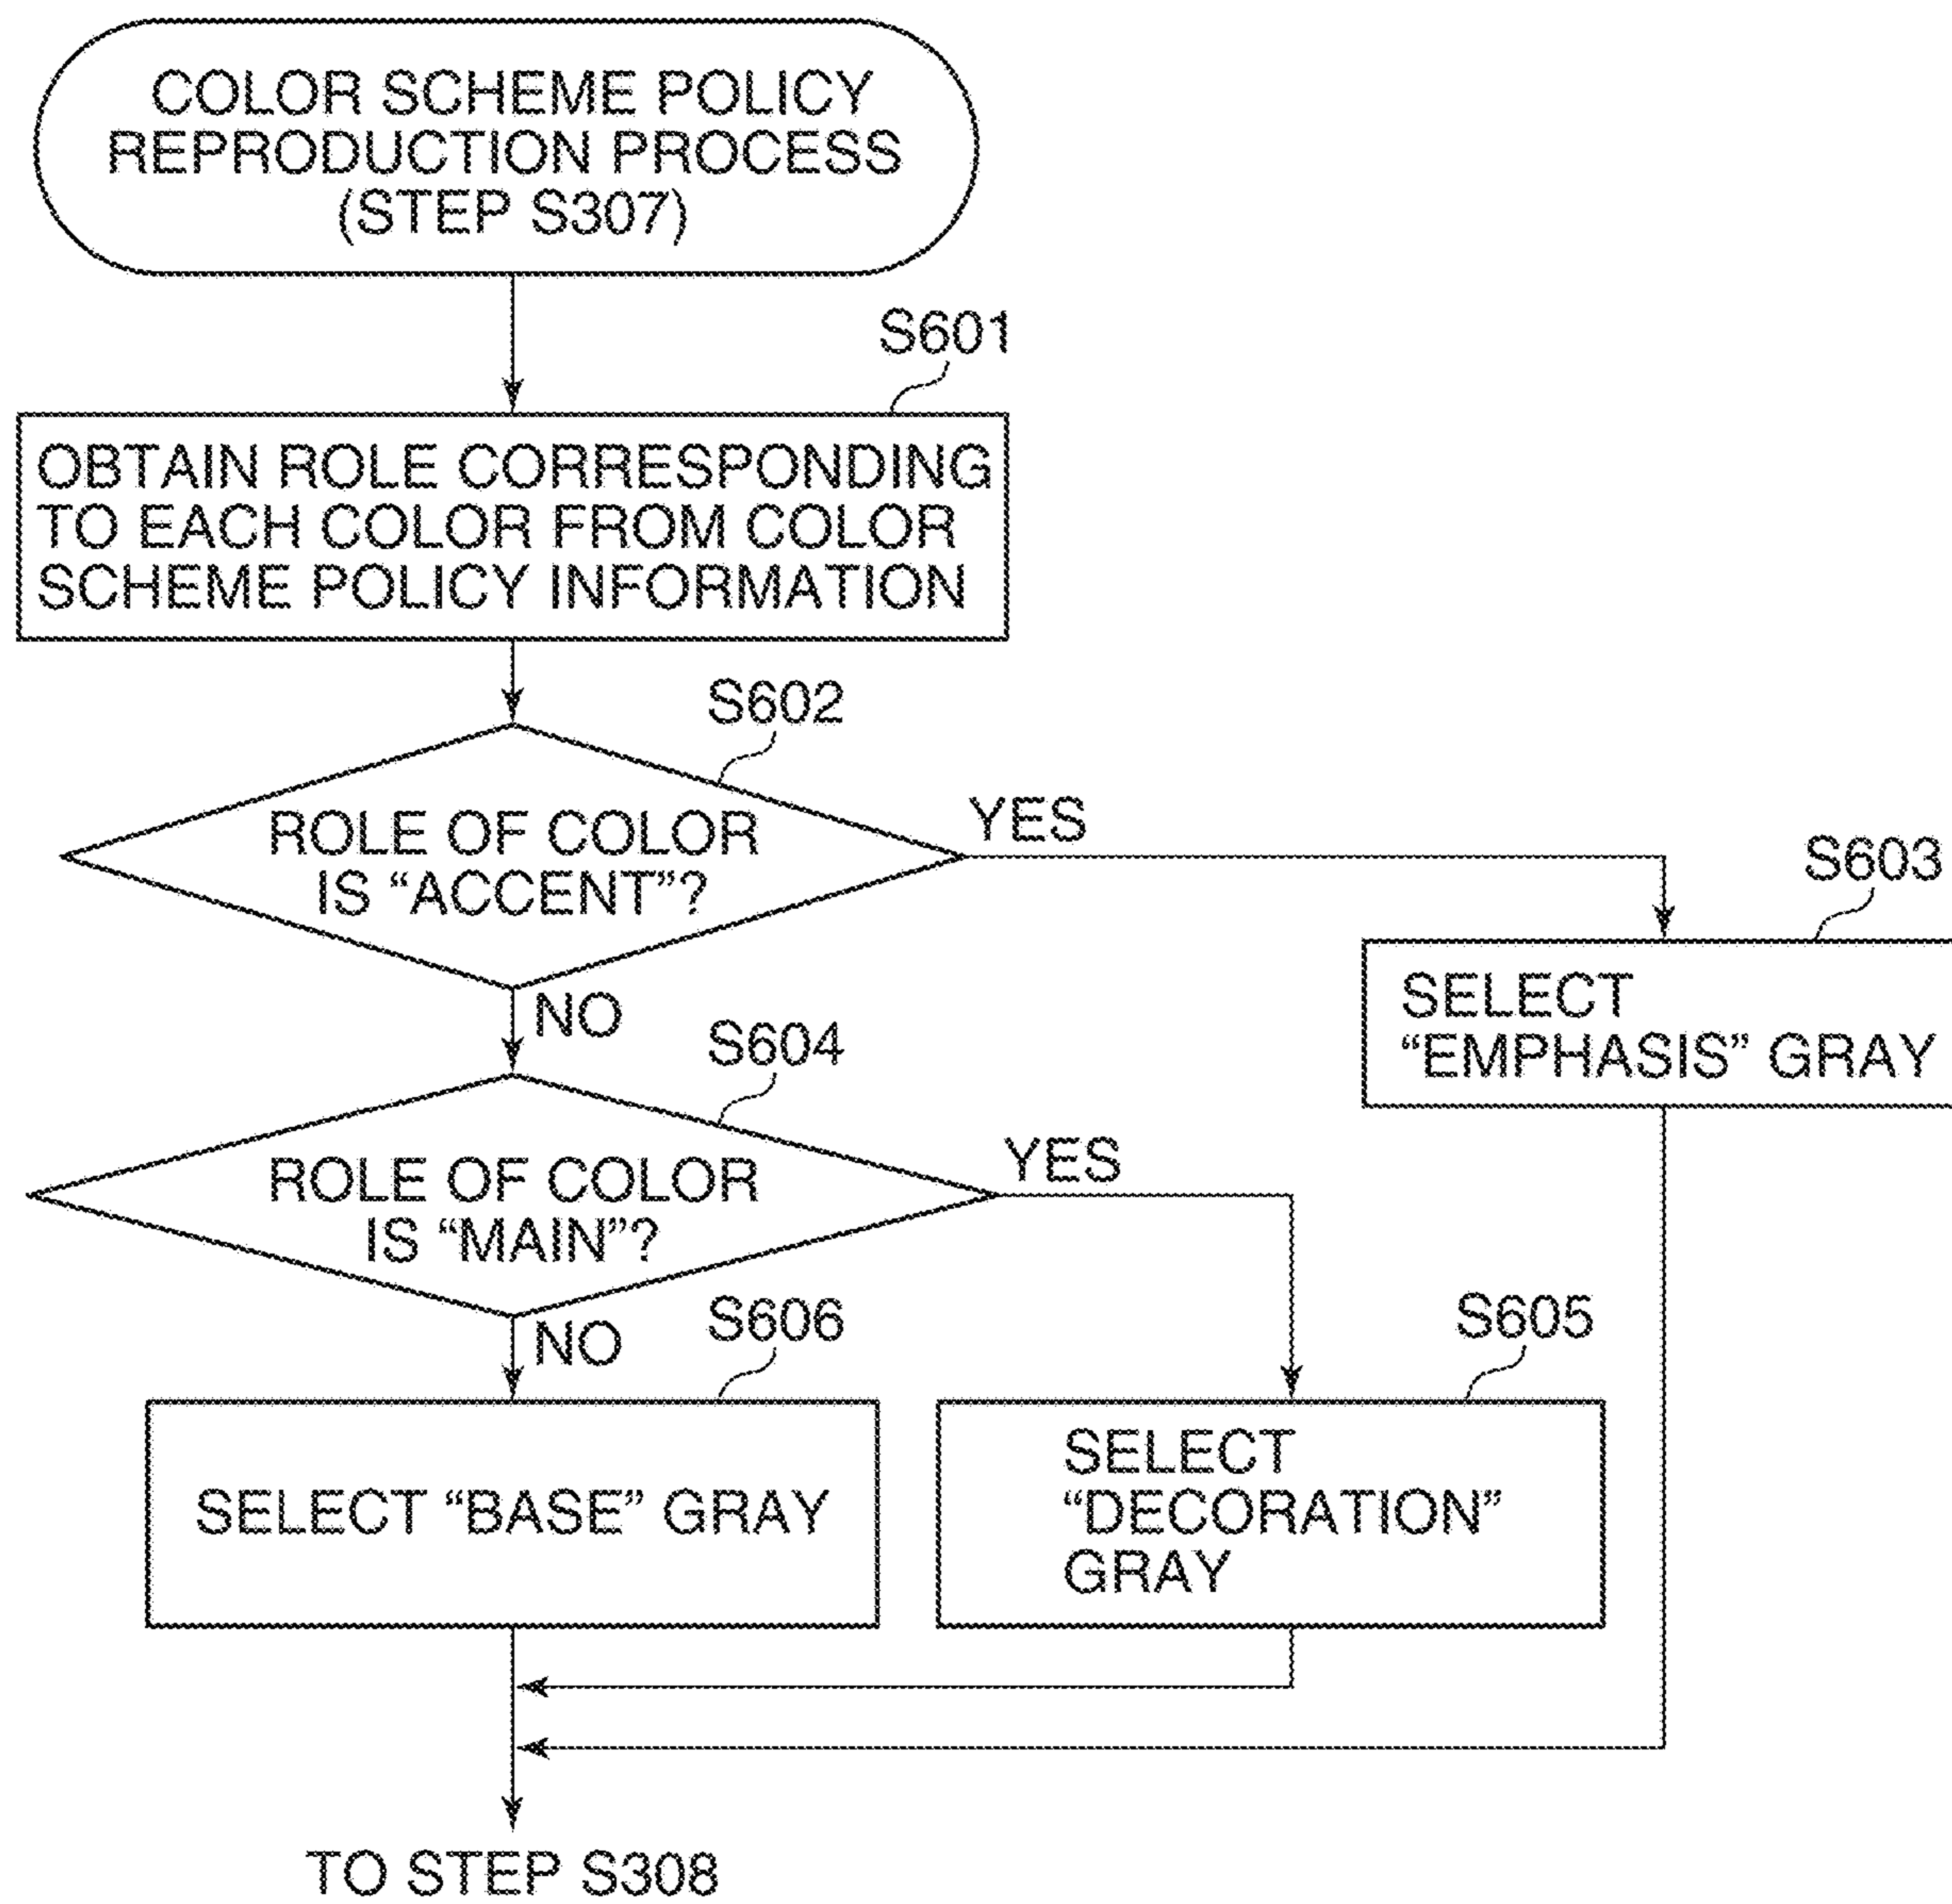 COLOR SCHEME POLICY
REPRODUCTION PROCESS
(STEP S307)
S601
OBTAIN ROLE CORRESPONDING
TO EACH COLOR FROM COLOR
SCHEME POLICY INFORMATION
S602
ROLE OF COLOR
IS “ACCENT”?
YES
NO
S603
SELECT
“EMPHASIS” GRAY
S604
ROLE OF COLOR
IS “MAIN”?
YES
NO
S606
SELECT “BASE” GRAY
S605
SELECT
“DECORATION”
GRAY
TO STEP S308